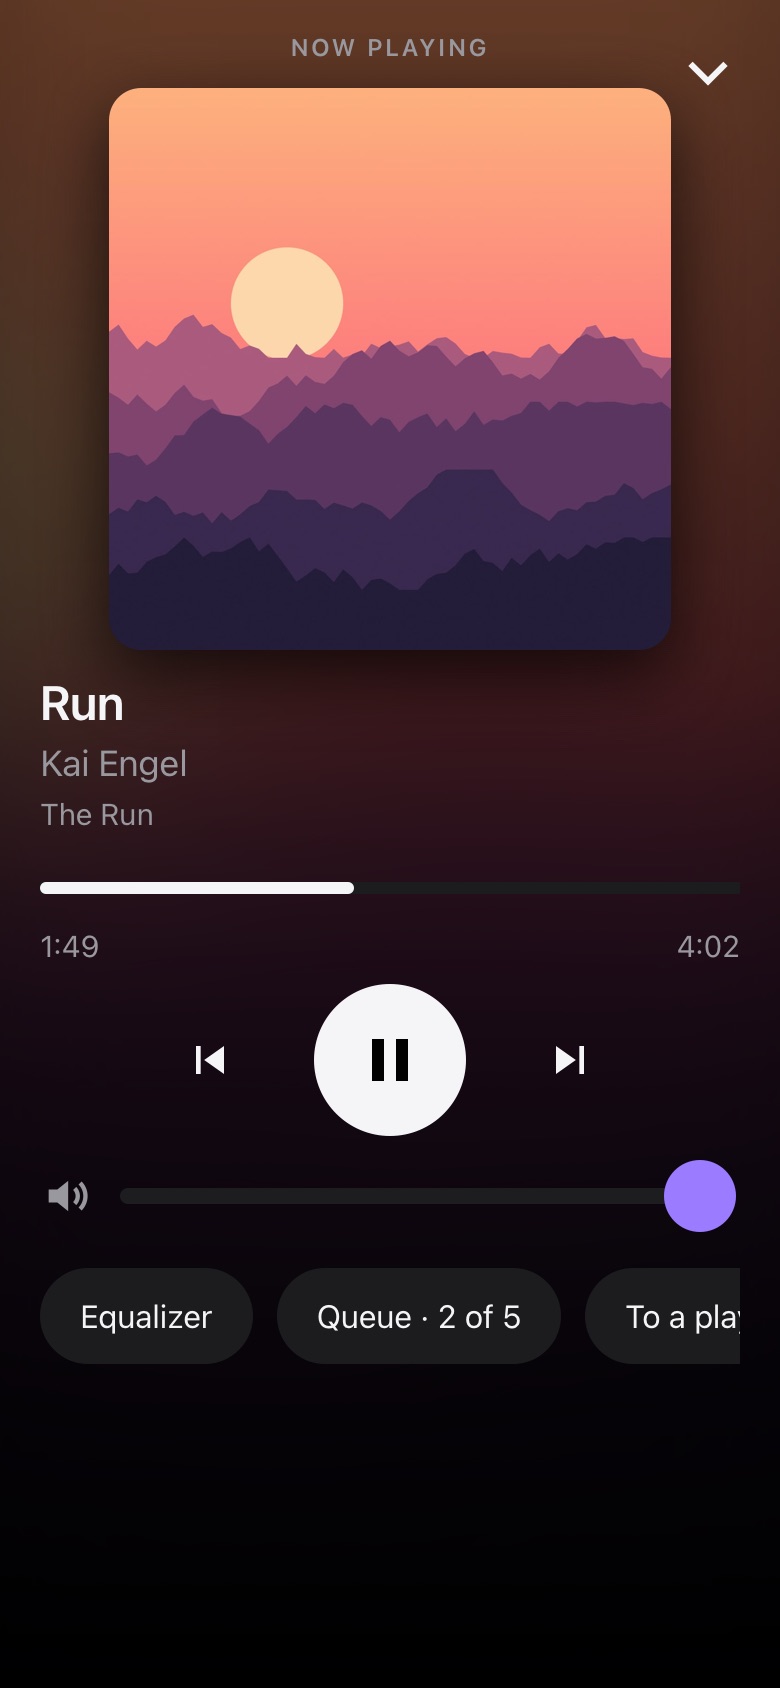 NOW PLAYING
Run
Kai Engel
The Run
1:49 4:02
Equalizer Queue · 2 of 5 To a play